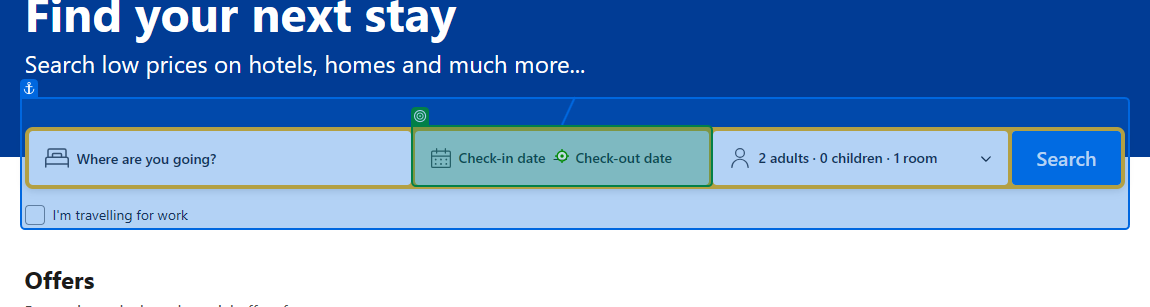 Find your next stay
Search low prices on hotels, homes and much more...
Where are you going?
Check-in date
Check-out date
2 adults · 0 children · 1 room
Search
I'm travelling for work
Offers